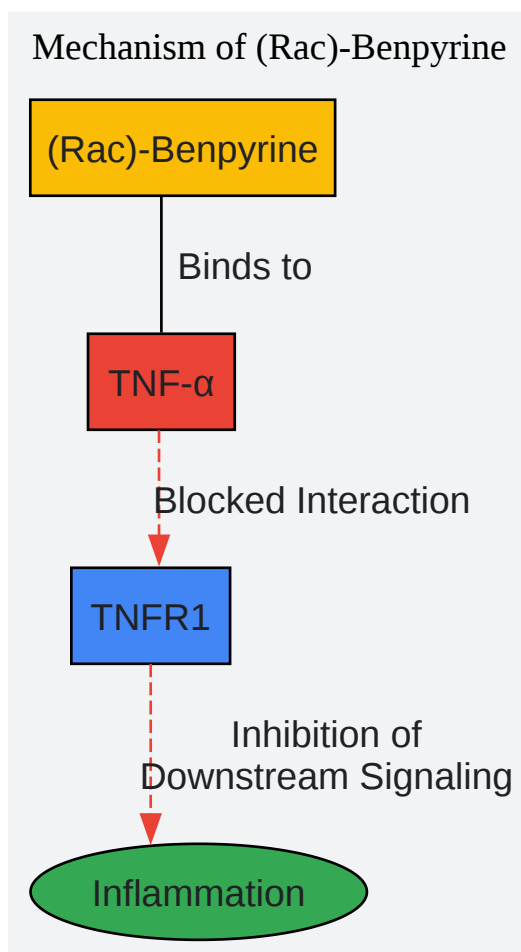 Mechanism of (Rac)-Benpyrine
(Rac)-Benpyrine
Binds to
TNF-α
Blocked Interaction
TNFR1
Inhibition of
Downstream Signaling
Inflammation